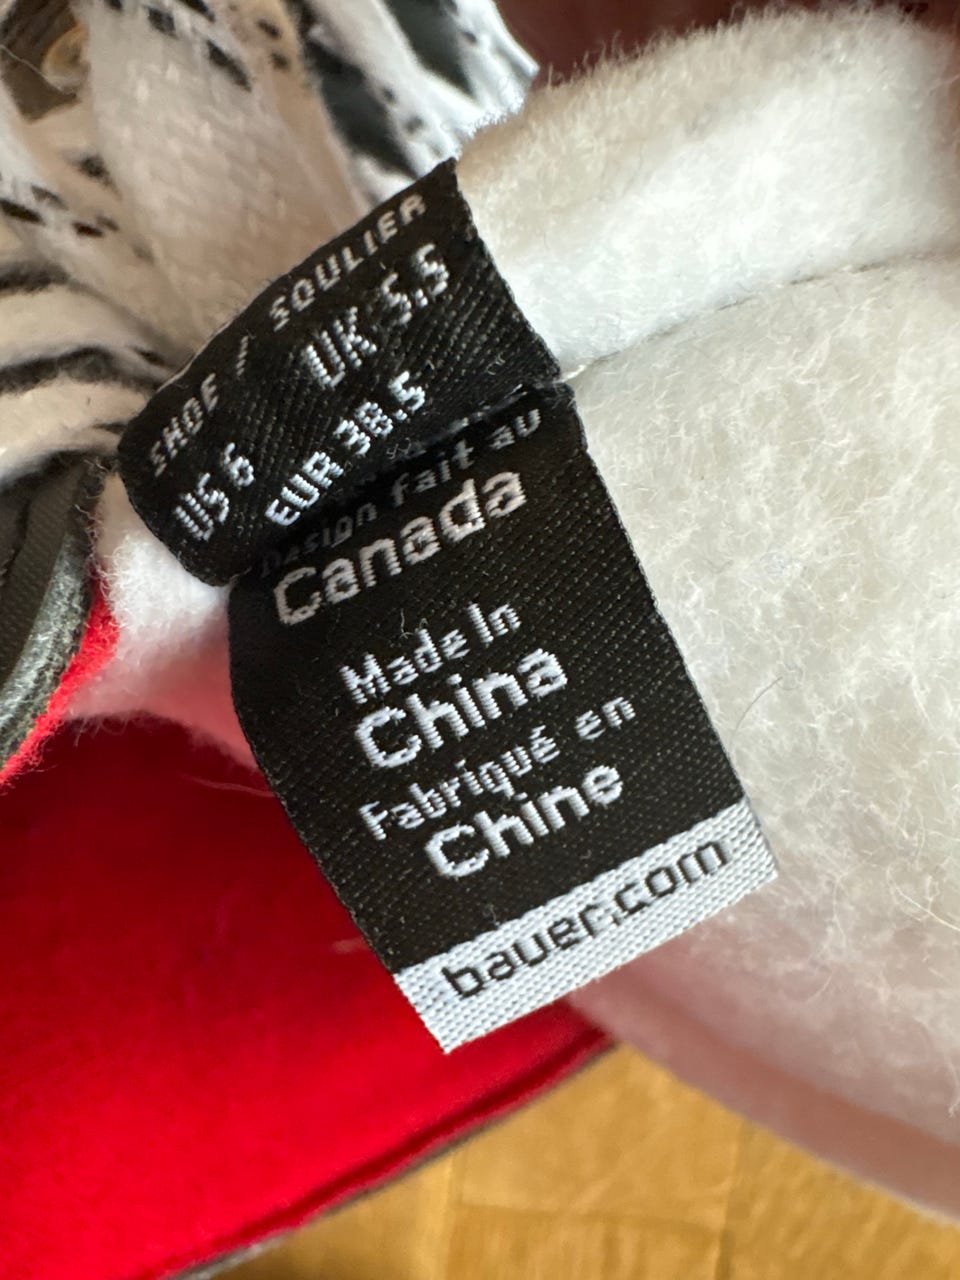 SHOE / SOULIER
US 6 UK 5.5
EUR 38.5
Design fait au
Canada
Made In
China
Fabriqué en
Chine
bauer.com